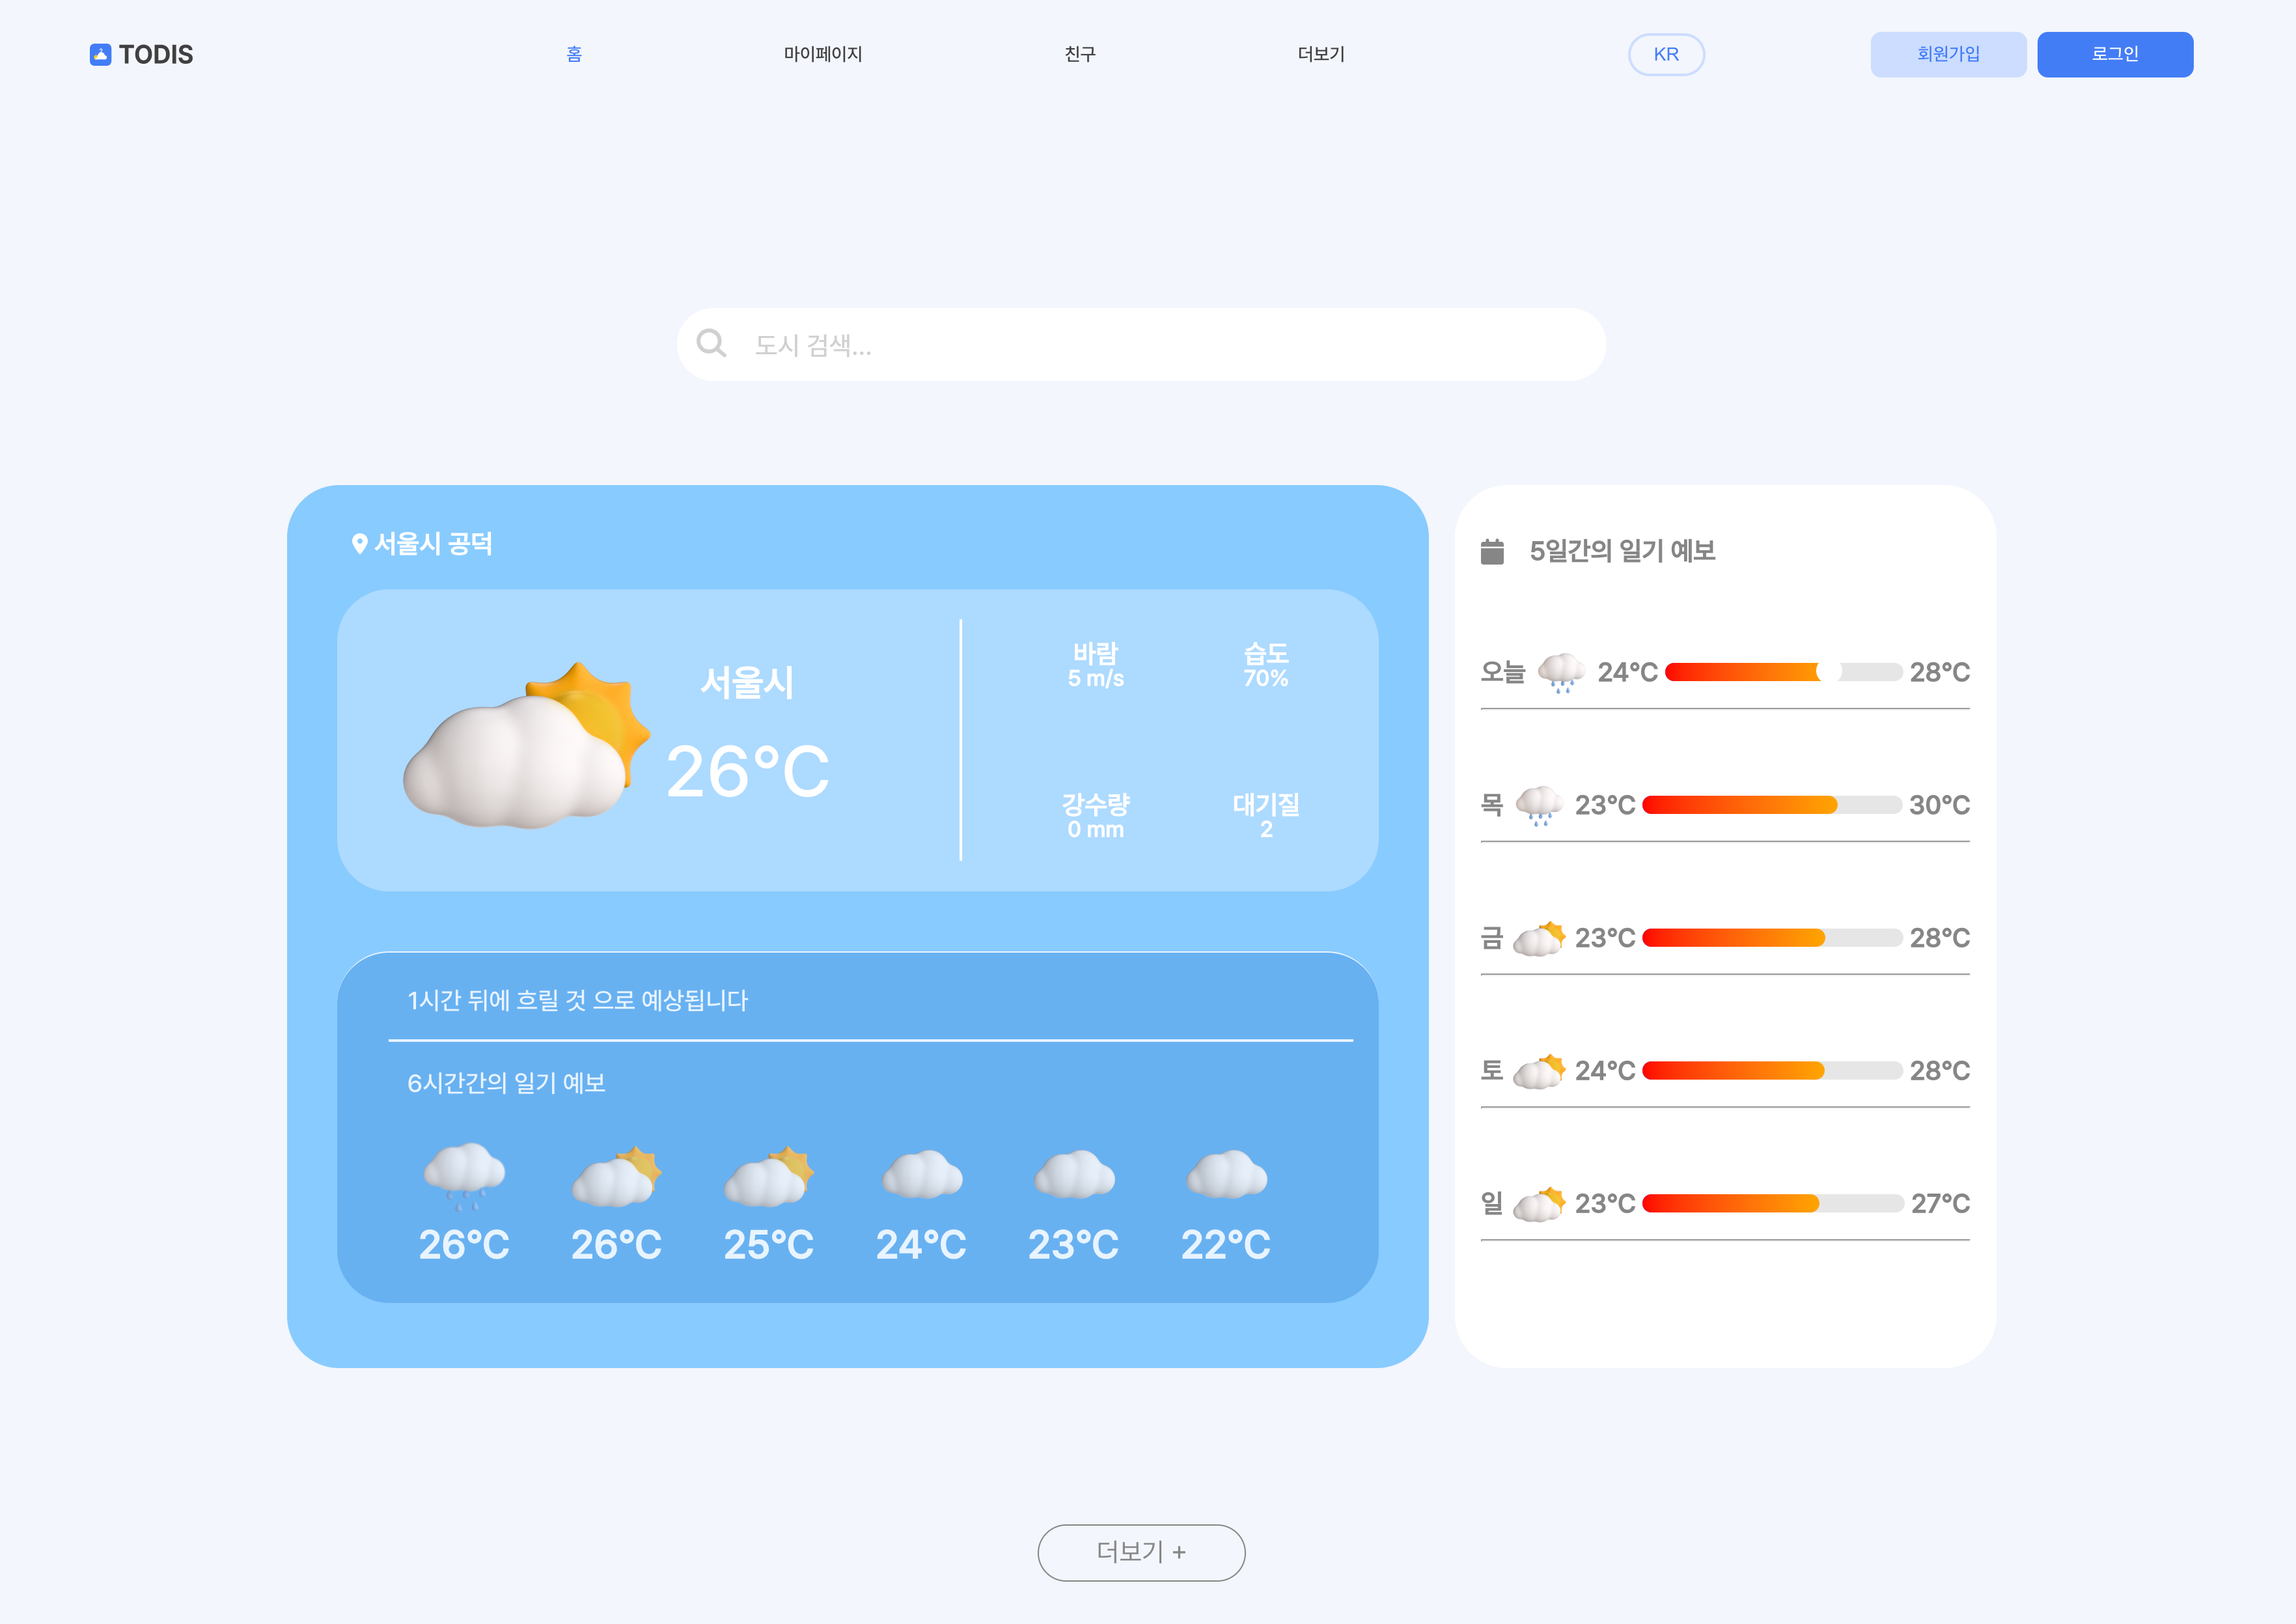 TODIS
홈
마이페이지
친구
더보기
KR
회원가입
로그인
도시 검색...
서울시 공덕
서울시
26°C
바람
5 m/s
습도
70%
강수량
0 mm
대기질
2
1시간 뒤에 흐릴 것 으로 예상됩니다
6시간간의 일기 예보
26°C
26°C
25°C
24°C
23°C
22°C
5일간의 일기 예보
오늘 24°C 28°C
목 23°C 30°C
금 23°C 28°C
토 24°C 28°C
일 23°C 27°C
더보기 +